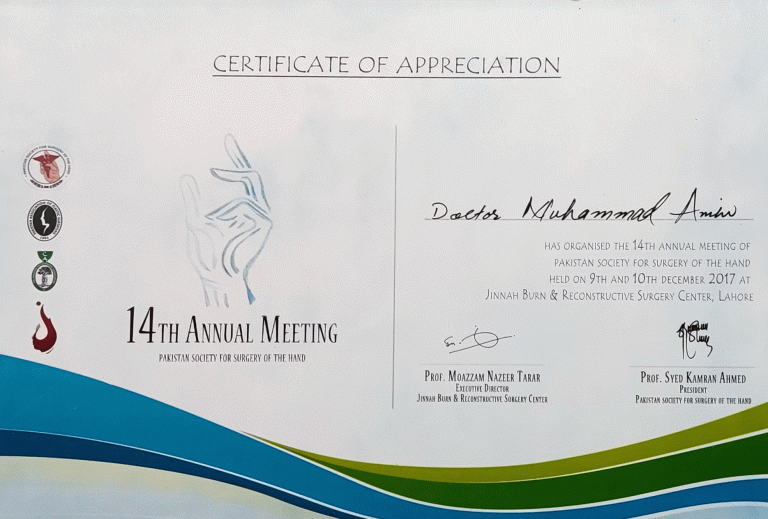 CERTIFICATE OF APPRECIATION
14TH ANNUAL MEETING
PAKISTAN SOCIETY FOR SURGERY OF THE HAND
Doctor Muhammad Amin
HAS ORGANISED THE 14TH ANNUAL MEETING OF
PAKISTAN SOCIETY FOR SURGERY OF THE HAND
HELD ON 9TH AND 10TH DECEMBER 2017 AT
JINNAH BURN & RECONSTRUCTIVE SURGERY CENTER, LAHORE
PROF. MOAZZAM NAZEER TARAR
EXECUTIVE DIRECTOR
JINNAH BURN & RECONSTRUCTIVE SURGERY CENTER
PROF. SYED KAMRAN AHMED
PRESIDENT
PAKISTAN SOCIETY FOR SURGERY OF THE HAND